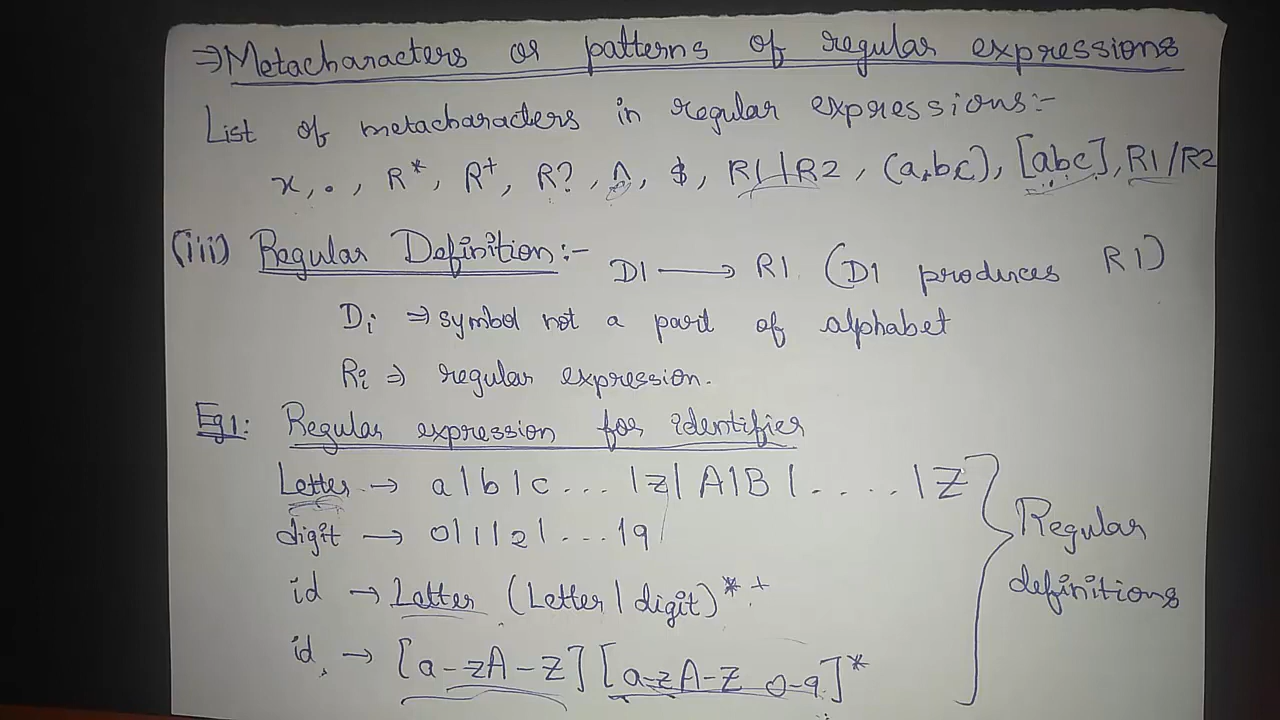 ⇒ Metacharacters or patterns of regular expressions
List of metacharacters in regular expressions:-
x, ., R*, R+, R?, ^, $, R1|R2, (a,b,c), [abc], R1/R2
(iii) Regular Definition:- D1 → R1 (D1 produces R1)
Di ⇒ symbol not a part of alphabet
Ri ⇒ regular expression.
Eg1: Regular expression for identifier
Letter → a|b|c...|z|A|B|.....|Z
digit → 0|1|2|...|9|
id → Letter (Letter|digit)* +
id → [a-zA-Z][a-zA-Z 0-9]*
Regular
definitions